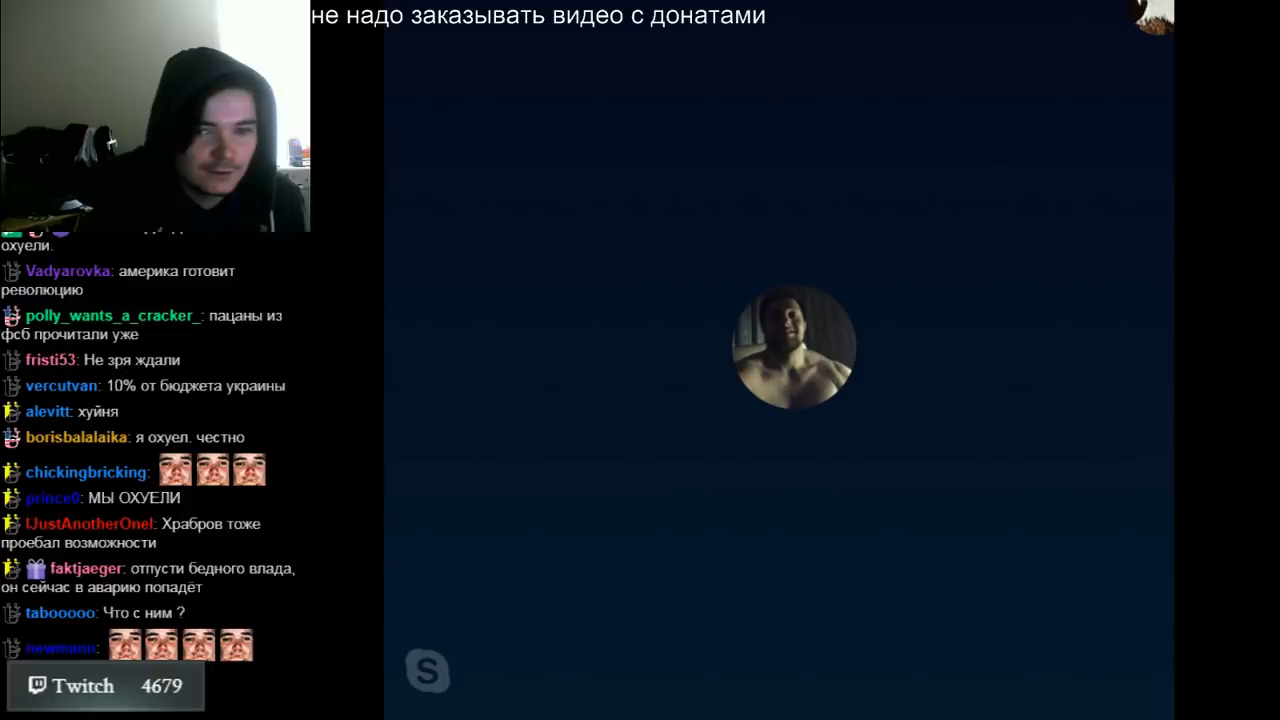 не надо заказывать видео с донатами
охуели.
Vadyarovka: америка готовит
революцию
polly_wants_a_cracker_: пацаны из
фсб прочитали уже
fristi53: Не зря ждали
vercutvan: 10% от бюджета украины
alevitt: хуйня
borisbalalaika: я охуел. честно
chickingbricking:
prince0: МЫ ОХУЕЛИ
IJustAnotherOneI: Храбров тоже
проебал возможности
faktjaeger: отпусти бедного влада,
он сейчас в аварию попадёт
tabooooo: Что с ним ?
newmann:
Twitch 4679
S